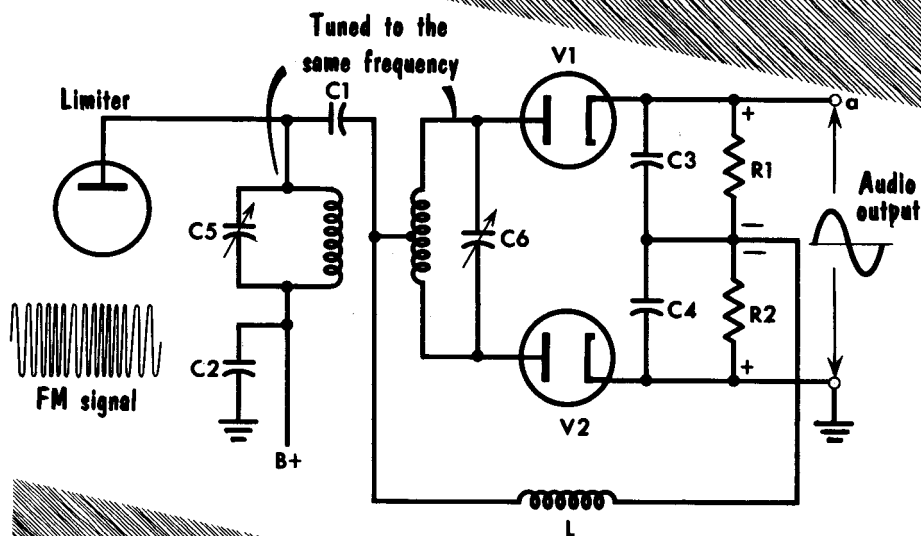 Tuned to the
same frequency
Limiter
C1
V1
a
+
C3
R1
Audio
output
C5
C6
−
−
C4
R2
C2
+
FM signal
V2
B+
L